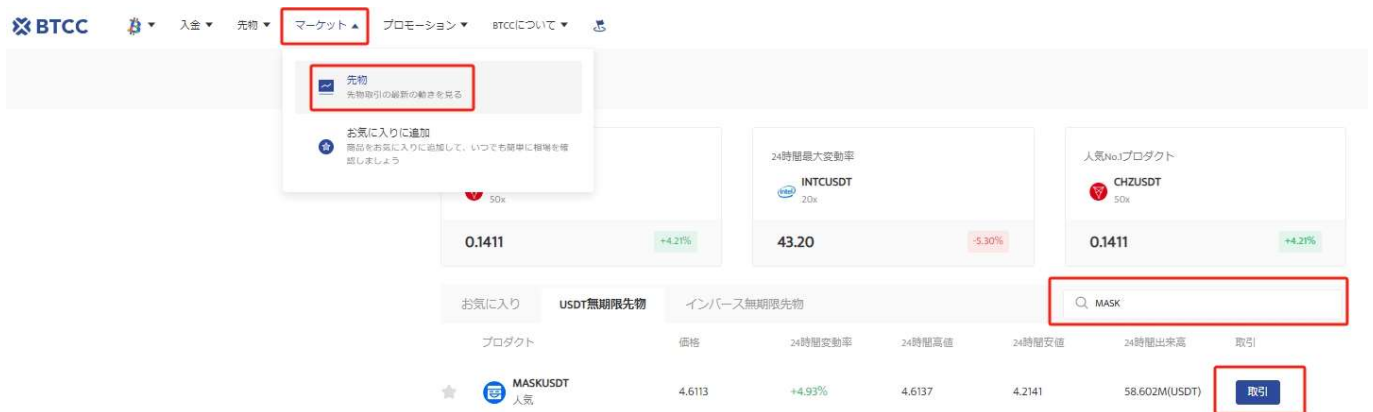 BTCC
入金
先物
マーケット
プロモーション
BTCCについて
先物
先物取引の最新の動きを見る
お気に入りに追加
商品をお気に入りに追加して、いつでも簡単に相場を確
認しましょう
50x
0.1411
+4.21%
24時間最大変動率
intel
INTCUSDT
20x
43.20
-5.30%
人気No.1プロダクト
CHZUSDT
50x
0.1411
+4.21%
お気に入り
USDT無期限先物
インバース無期限先物
MASK
プロダクト
価格
24時間変動率
24時間高値
24時間安値
24時間出来高
取引
MASKUSDT
人気
4.6113
+4.93%
4.6137
4.2141
58.602M(USDT)
取引